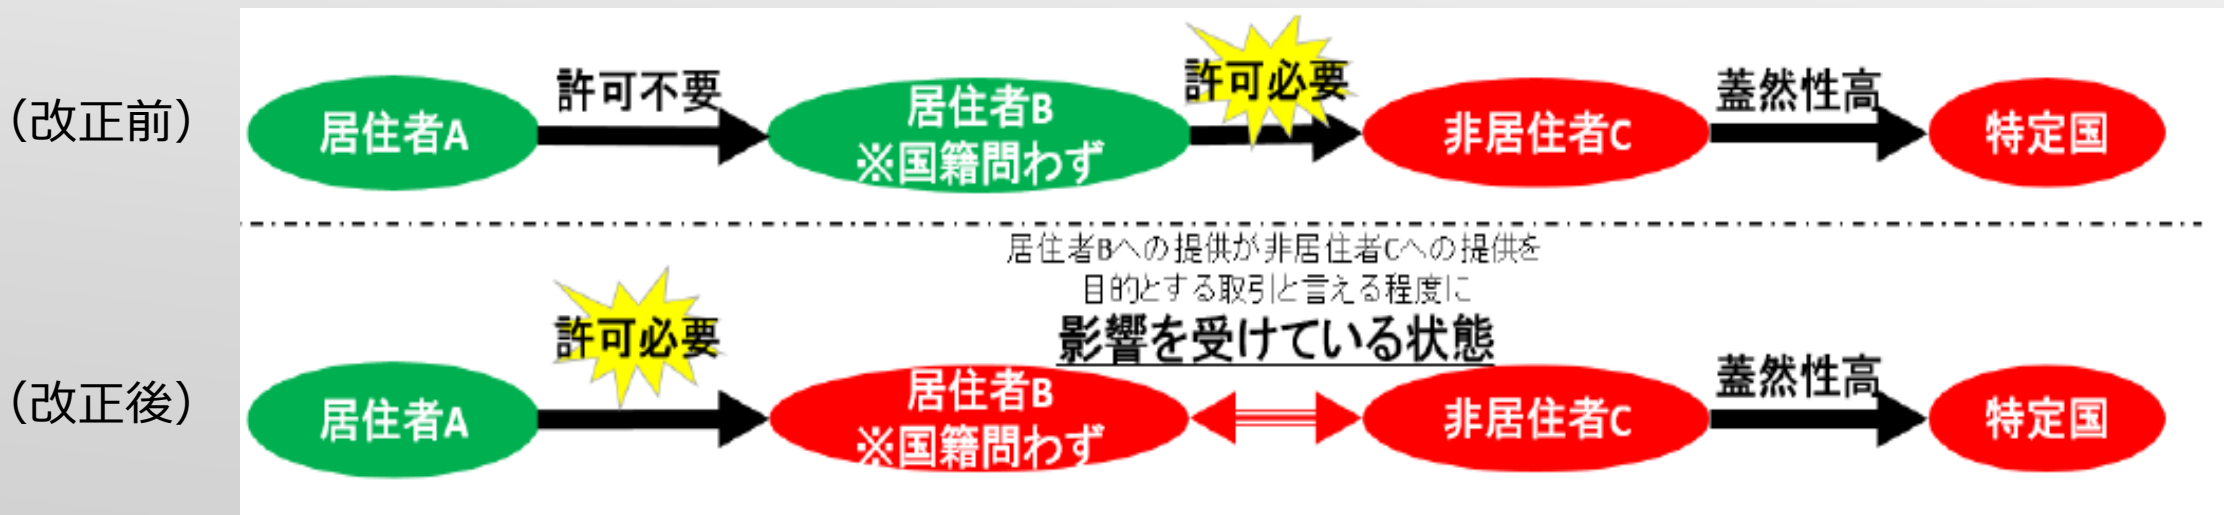 （改正前）
居住者A
許可不要
居住者B
※国籍問わず
許可必要
非居住者C
蓋然性高
特定国
居住者Bへの提供が非居住者Cへの提供を
目的とする取引と言える程度に
影響を受けている状態
（改正後）
居住者A
許可必要
居住者B
※国籍問わず
非居住者C
蓋然性高
特定国